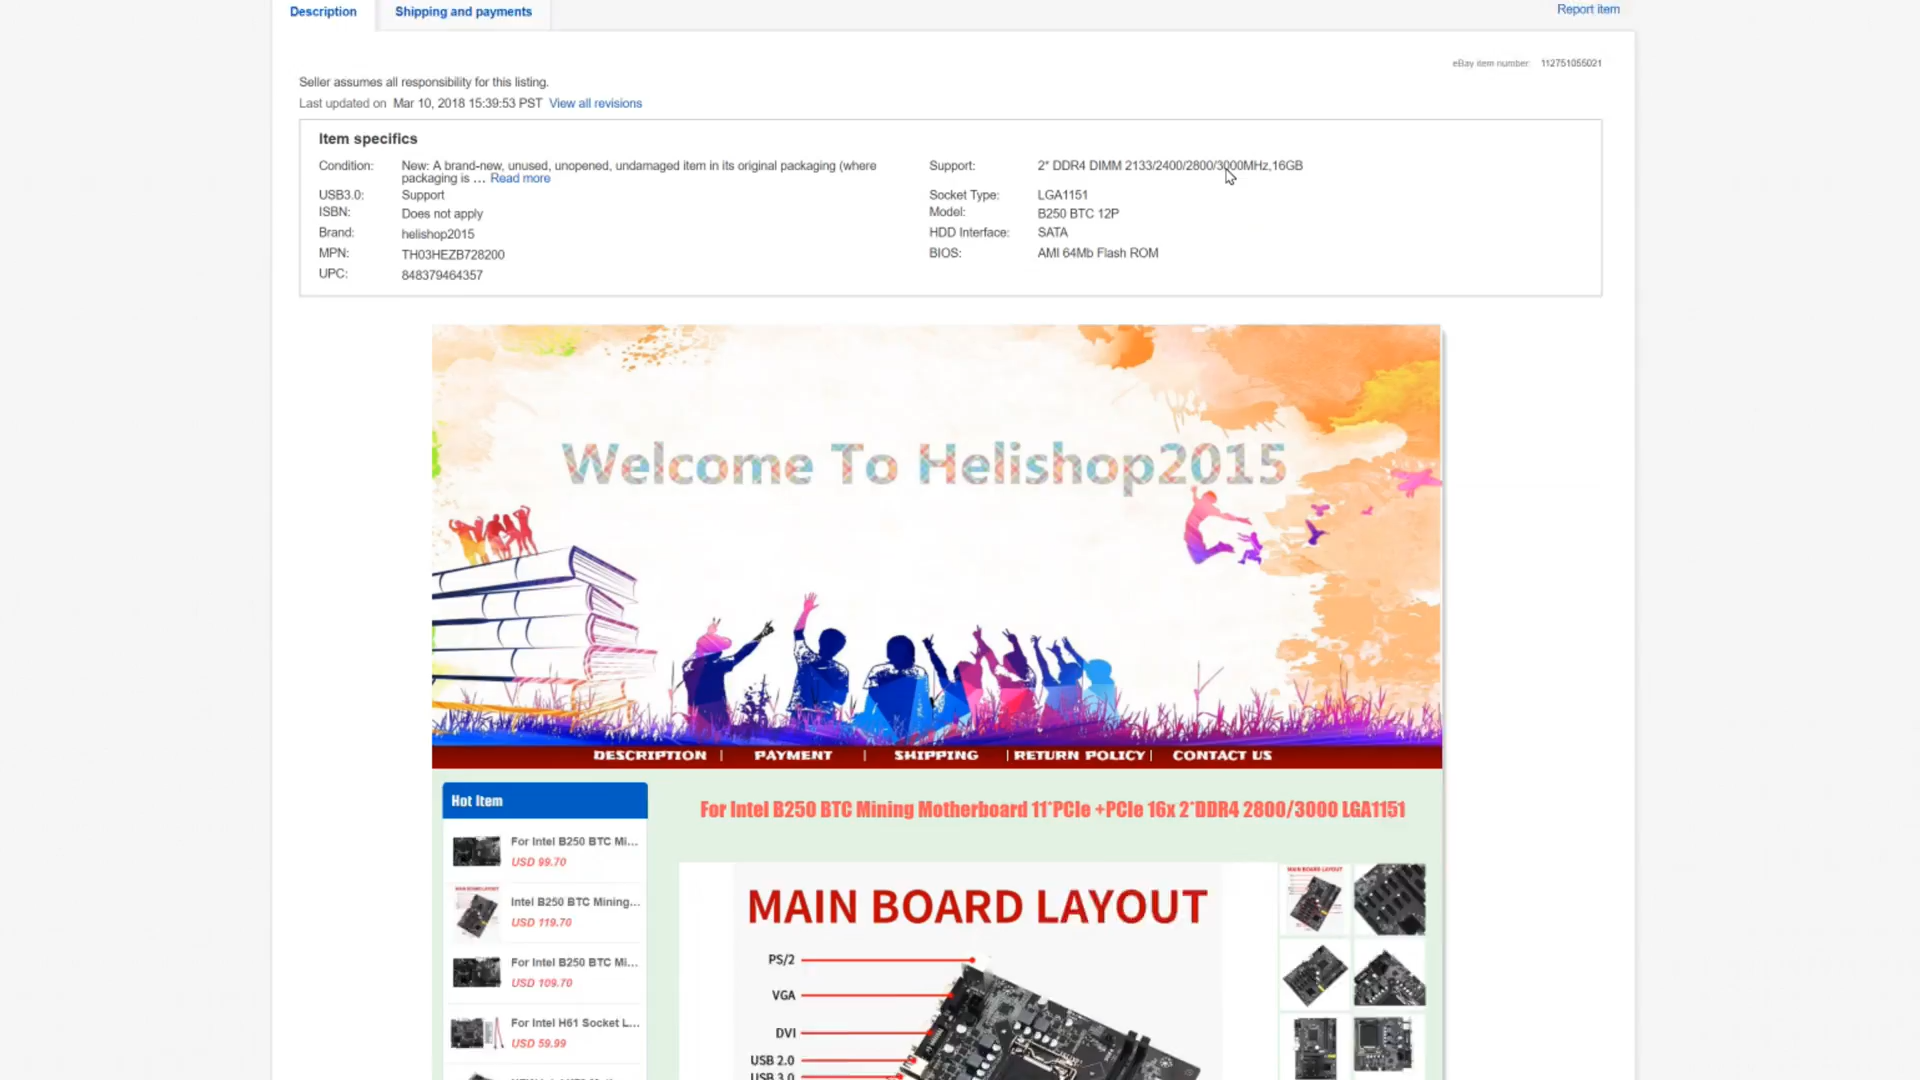 Description
Shipping and payments
Report item
eBay item number: 112751055021
Seller assumes all responsibility for this listing.
Last updated on Mar 10, 2018 15:39:53 PST View all revisions
Item specifics
Condition: New: A brand-new, unused, unopened, undamaged item in its original packaging (where
packaging is ... Read more
Support: 2* DDR4 DIMM 2133/2400/2800/3000MHz,16GB
USB3.0: Support
Socket Type: LGA1151
ISBN: Does not apply
Model: B250 BTC 12P
Brand: helishop2015
HDD Interface: SATA
MPN: TH03HEZB728200
BIOS: AMI 64Mb Flash ROM
UPC: 848379464357
Welcome To Helishop2015
DESCRIPTION | PAYMENT | SHIPPING | RETURN POLICY | CONTACT US
Hot Item
For Intel B250 BTC Mi...
USD 99.70
Intel B250 BTC Mining...
USD 119.70
For Intel B250 BTC Mi...
USD 109.70
For Intel H61 Socket L...
USD 59.99
For Intel B250 BTC Mining Motherboard 11*PCIe +PCIe 16x 2*DDR4 2800/3000 LGA1151
MAIN BOARD LAYOUT
PS/2
VGA
DVI
USB 2.0
USB 3.0
MAIN BOARD LAYOUT